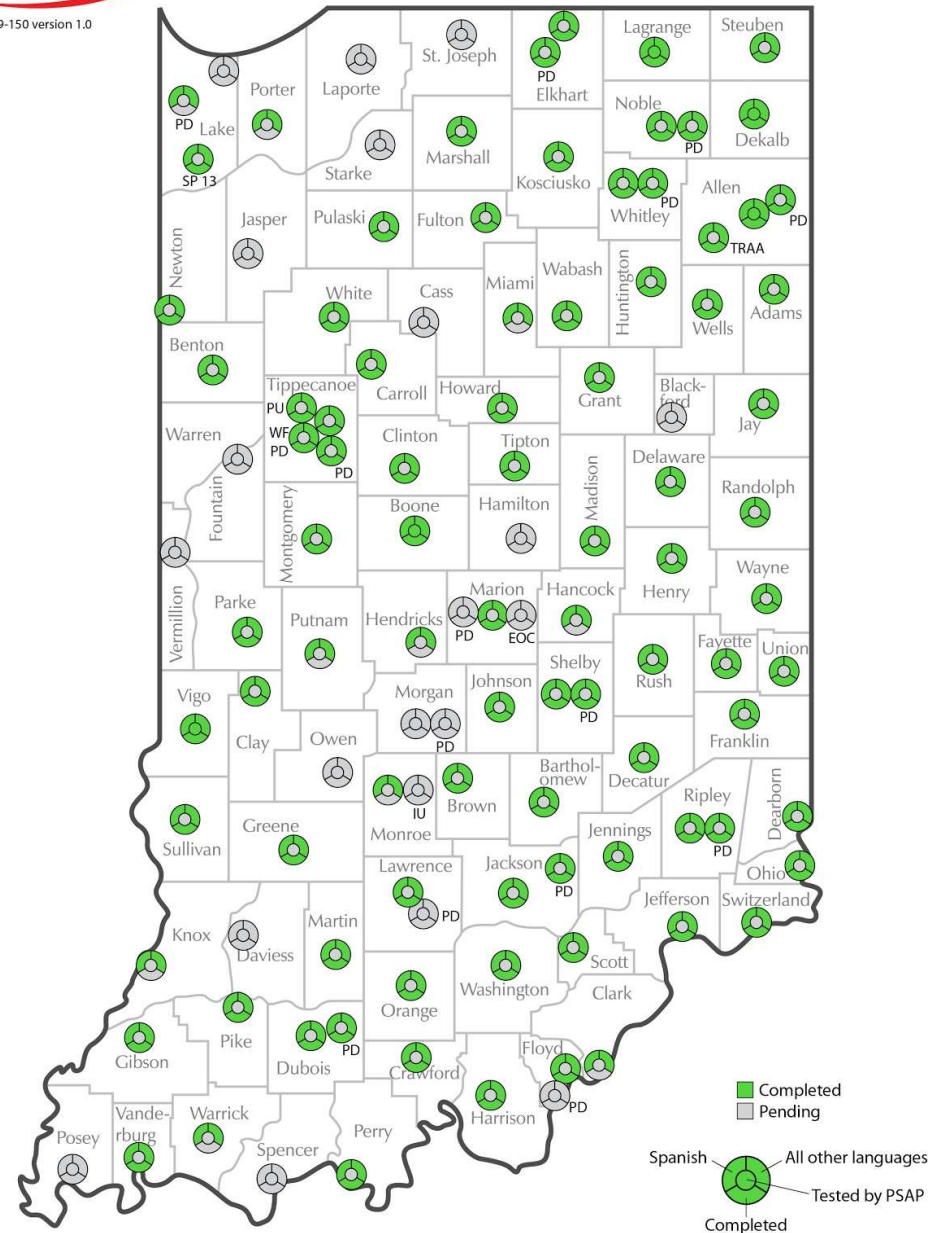 9-150 version 1.0
St. Joseph
Lagrange
Steuben
Porter
Laporte
PD
Elkhart
PD
Lake
SP 13
Starke
Marshall
Kosciusko
Noble
PD
Dekalb
Newton
Jasper
Pulaski
Fulton
PD
Whitley
Allen
PD
TRAA
White
Cass
Miami
Wabash
Huntington
Wells
Adams
Benton
Carroll
Tippecanoe
PU
WF
PD
PD
Howard
Grant
Black-
ford
Jay
Warren
Fountain
Clinton
Tipton
Madison
Delaware
Randolph
Montgomery
Boone
Hamilton
Vermillion
Parke
Putnam
Hendricks
Marion
PD
EOC
Hancock
Henry
Wayne
Vigo
Clay
Owen
Morgan
PD
Johnson
Shelby
PD
Rush
Fayette
Union
Franklin
Sullivan
Greene
IU
Monroe
Brown
Barthol-
omew
Decatur
Jennings
Ripley
PD
Dearborn
Ohio
Knox
Daviess
Martin
Lawrence
PD
Jackson
PD
Jefferson
Switzerland
Scott
Clark
Orange
Washington
Gibson
Pike
Dubois
PD
Crawford
Harrison
Floyd
PD
Posey
Vande-
rburg
Warrick
Spencer
Perry
Completed
Pending
Spanish
All other languages
Tested by PSAP
Completed